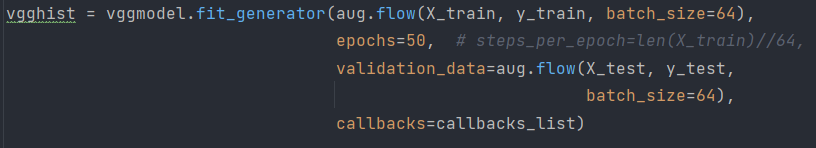 vgghist = vggmodel.fit_generator(aug.flow(X_train, y_train, batch_size=64),
epochs=50,  # steps_per_epoch=len(X_train)//64,
validation_data=aug.flow(X_test, y_test,
batch_size=64),
callbacks=callbacks_list)